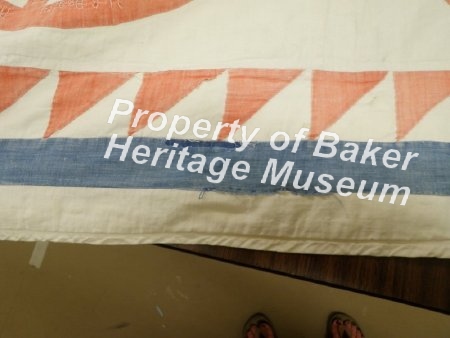 Property of Baker
Heritage Museum